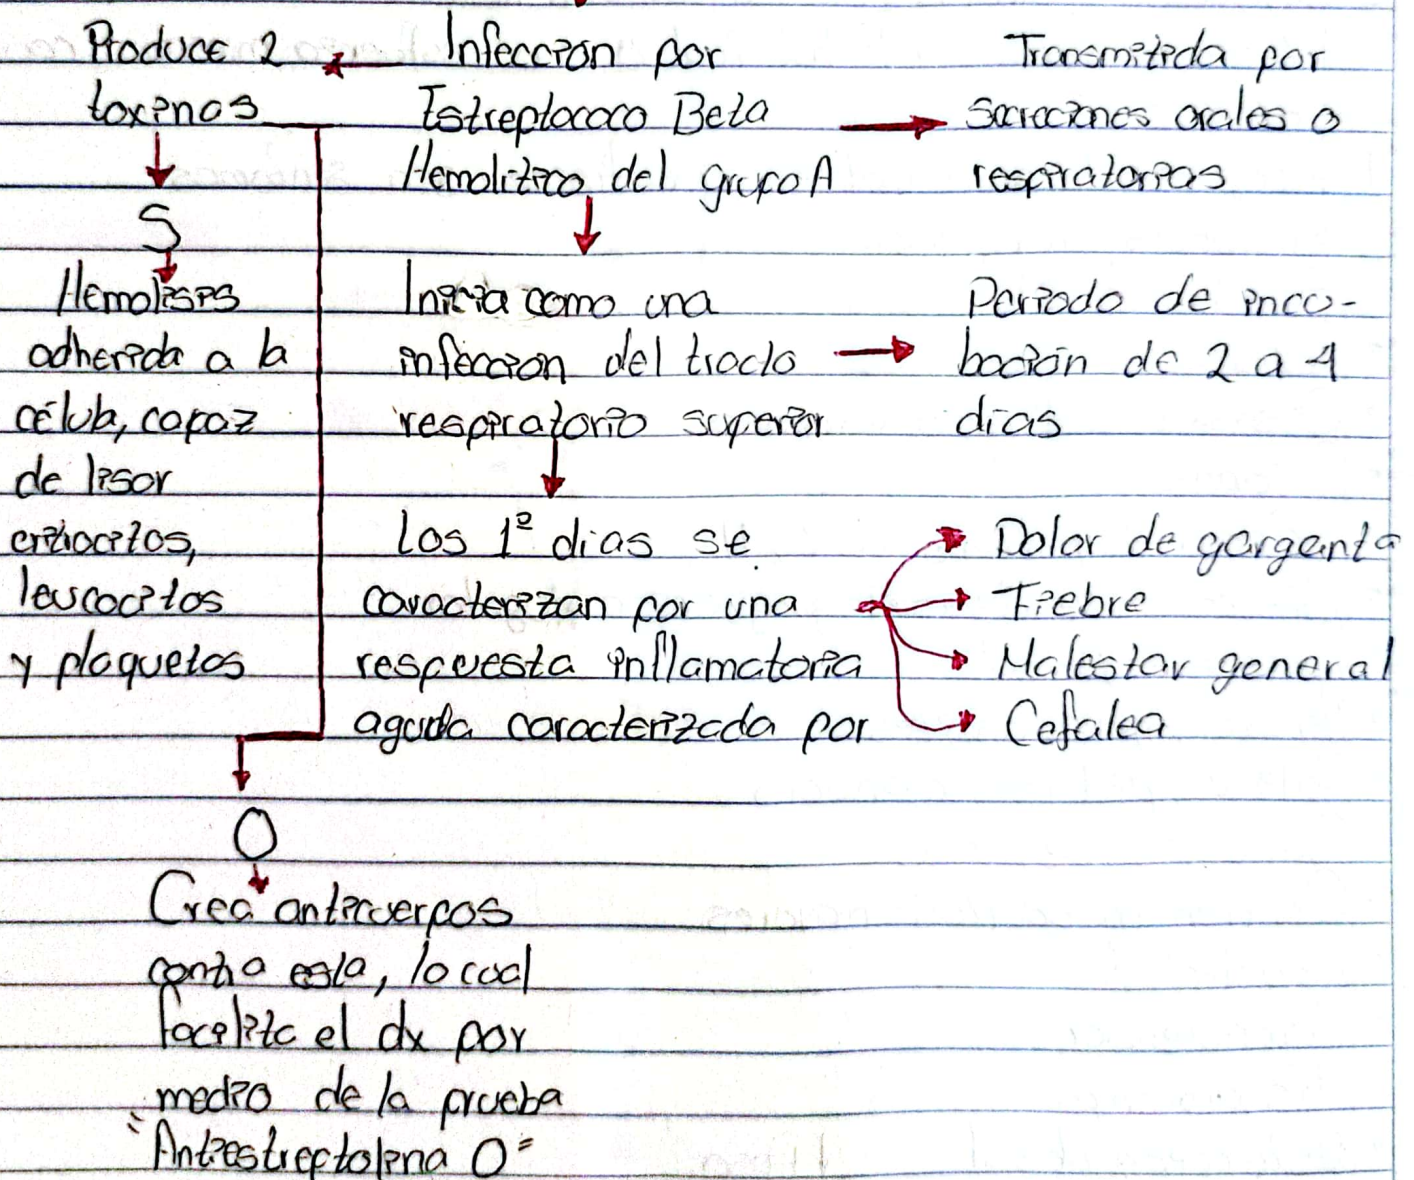 Produce 2
toxinas
S
Hemolisis
adherida a la
célula, capaz
de lisar
eritrocitos,
leucocitos
y plaquetas
O
Crea anticuerpos
contra esta, lo cual
facilita el dx por
medio de la prueba
"Antiestreptolina O"
Infeccion por
Estreptococo Beta
Hemolitico del grupo A
Inicia como una
infeccion del tracto
respiratorio superior
Los 1º dias se
caracterizan por una
respuesta inflamatoria
aguda caracterizada por
Transmitida por
secreciones orales o
respiratorias
Periodo de incu-
bación de 2 a 4
dias
Dolor de garganta
Fiebre
Malestar general
Cefalea